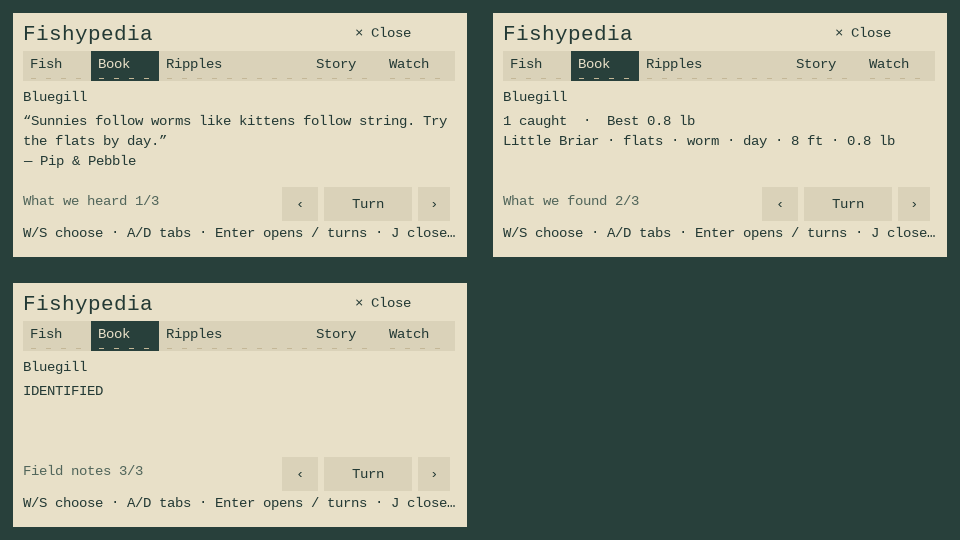 Fishypedia × Close
Fish Book Ripples Story Watch
Bluegill
“Sunnies follow worms like kittens follow string. Try
the flats by day.”
— Pip & Pebble
What we heard 1/3 ‹ Turn ›
W/S choose · A/D tabs · Enter opens / turns · J close…
Fishypedia × Close
Fish Book Ripples Story Watch
Bluegill
1 caught · Best 0.8 lb
Little Briar · flats · worm · day · 8 ft · 0.8 lb
What we found 2/3 ‹ Turn ›
W/S choose · A/D tabs · Enter opens / turns · J close…
Fishypedia × Close
Fish Book Ripples Story Watch
Bluegill
IDENTIFIED
Field notes 3/3 ‹ Turn ›
W/S choose · A/D tabs · Enter opens / turns · J close…